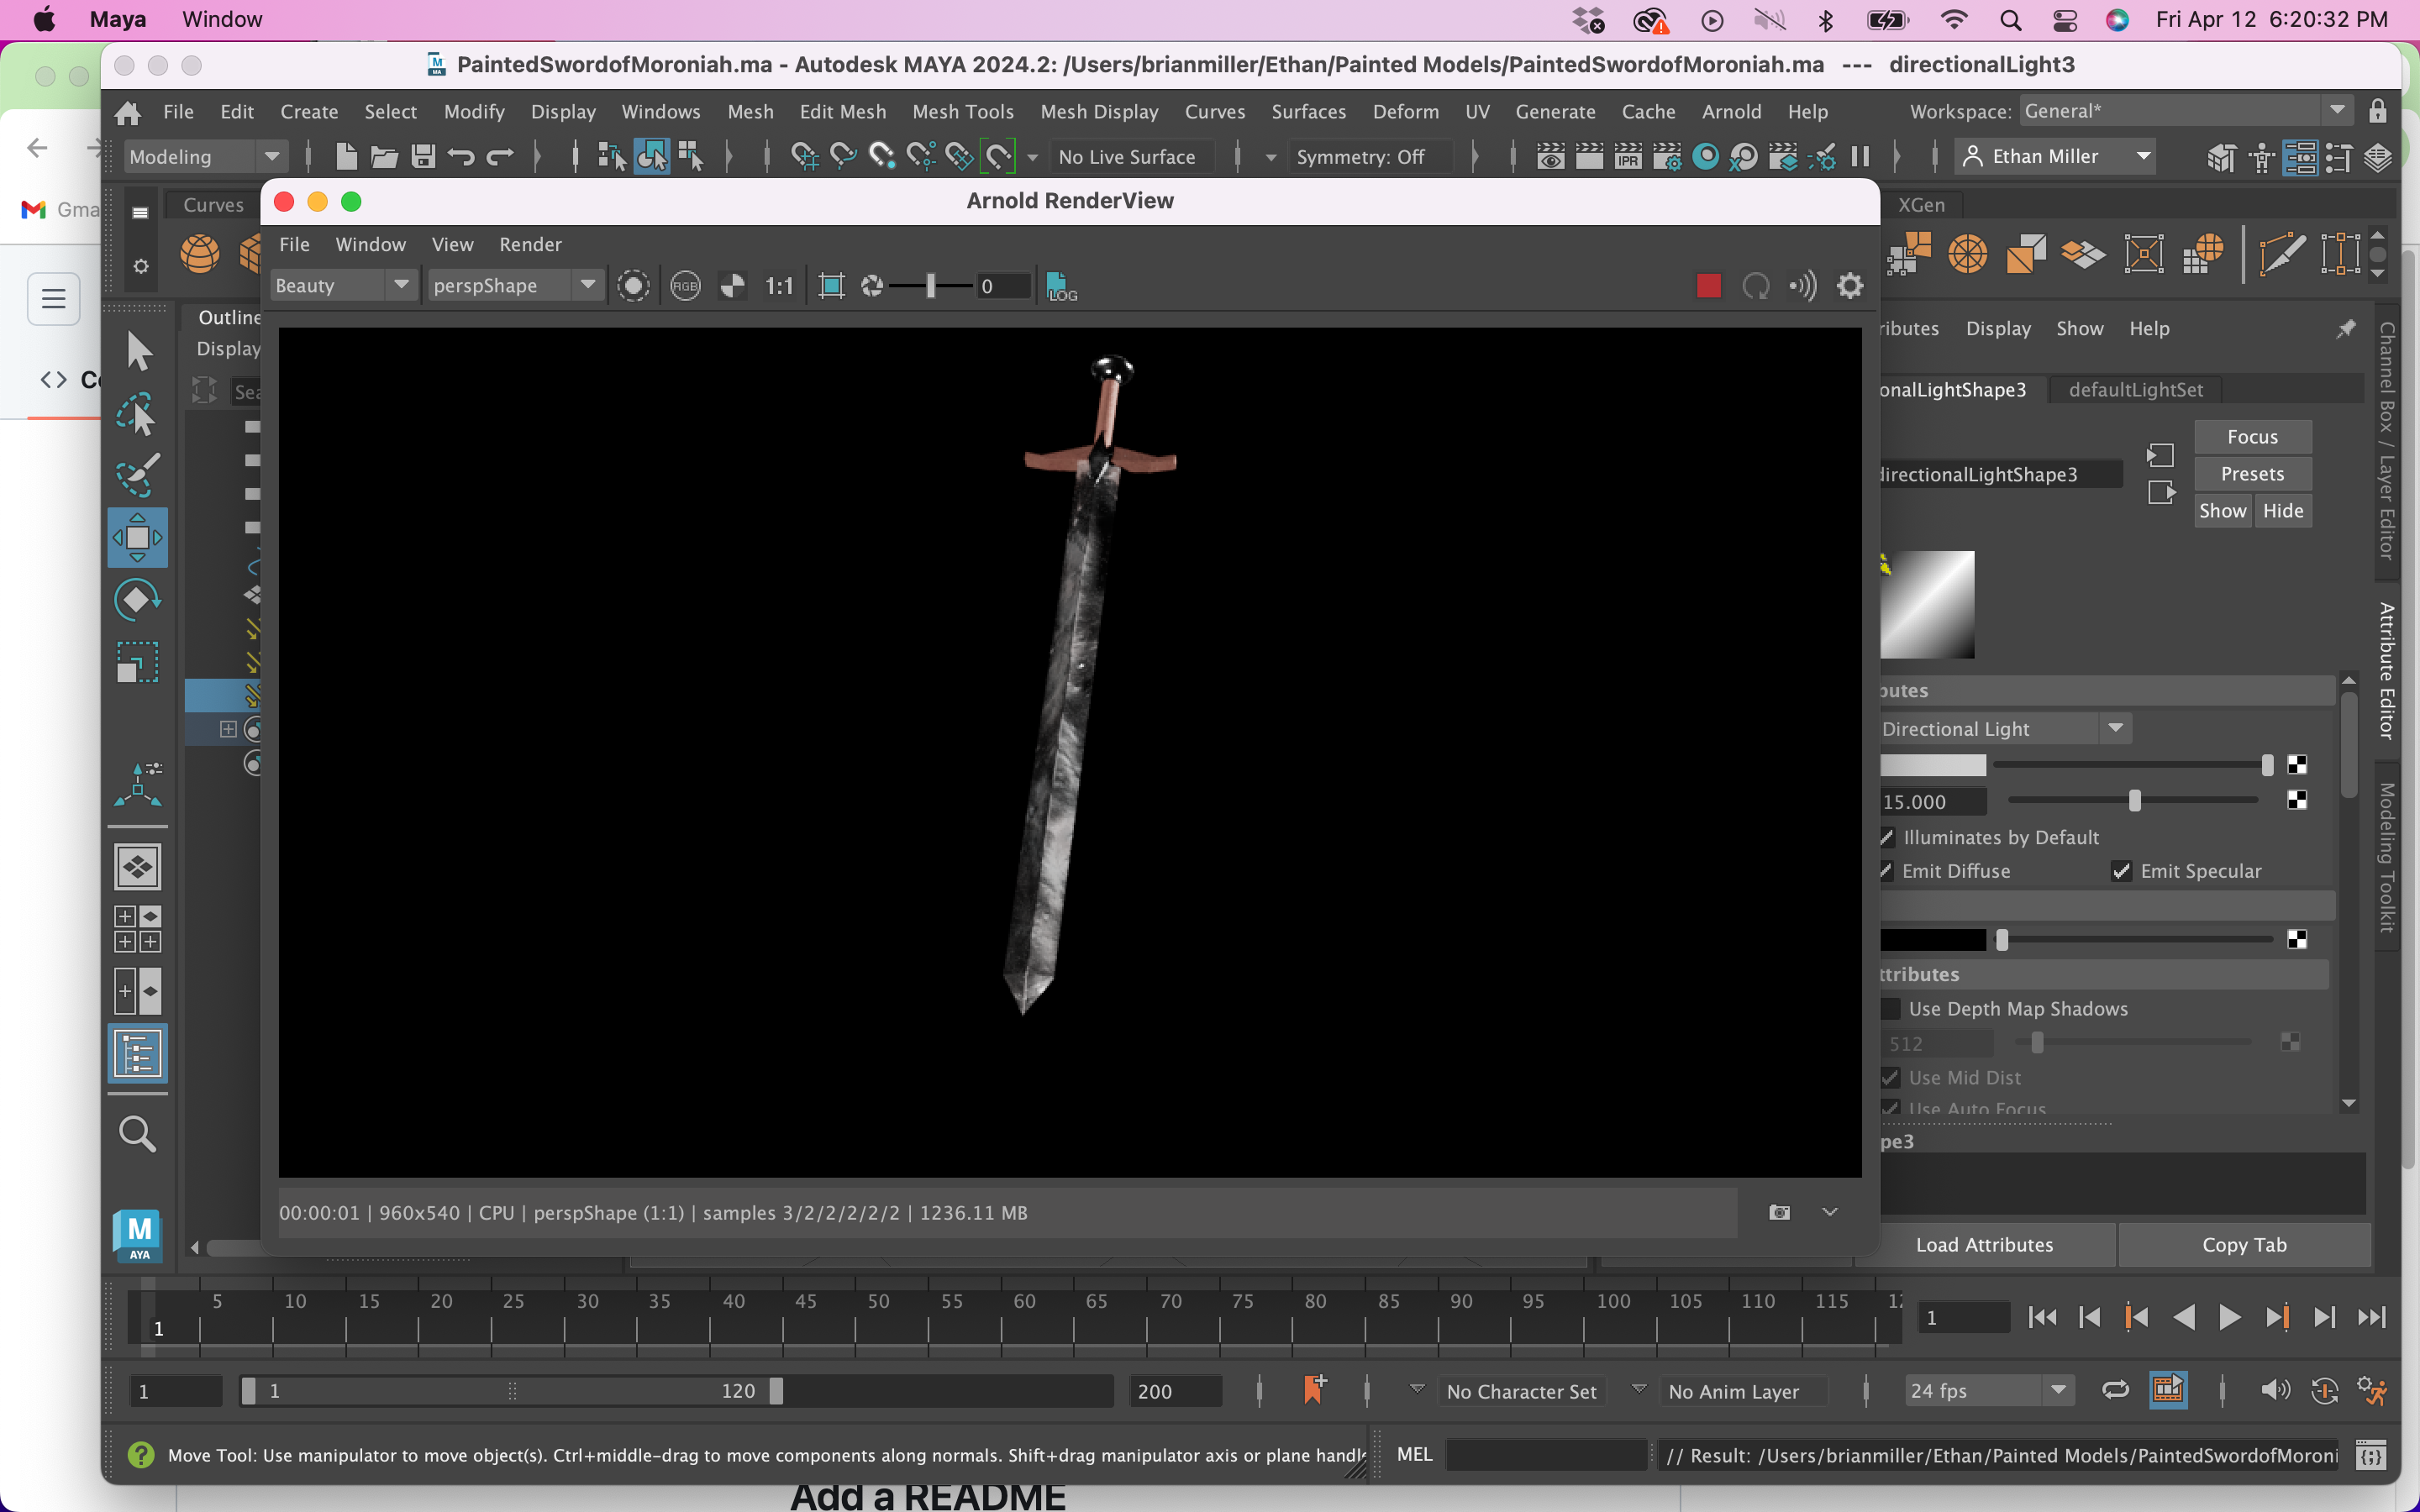 Maya Window Fri Apr 12 6:20:32 PM
PaintedSwordofMoroniah.ma - Autodesk MAYA 2024.2: /Users/brianmiller/Ethan/Painted Models/PaintedSwordofMoroniah.ma --- directionalLight3
File Edit Create Select Modify Display Windows Mesh Edit Mesh Mesh Tools Mesh Display Curves Surfaces Deform UV Generate Cache Arnold Help Workspace: General*
Modeling No Live Surface Symmetry: Off IPR Ethan Miller
Gma
Curves XGen
Arnold RenderView
File Window View Render
Beauty perspShape RGB 1:1 0 LOG
Outline
Display
Sea
ributes Display Show Help
onalLightShape3 defaultLightSet
Focus
directionalLightShape3 Presets
Show Hide
butes
Directional Light
15.000
Illuminates by Default
Emit Diffuse Emit Specular
ttributes
Use Depth Map Shadows
512
Use Mid Dist
Use Auto Focus
pe3
Load Attributes Copy Tab
Channel Box / Layer Editor
Attribute Editor
Modeling Toolkit
00:00:01 | 960x540 | CPU | perspShape (1:1) | samples 3/2/2/2/2/2 | 1236.11 MB
M
AYA
5 10 15 20 25 30 35 40 45 50 55 60 65 70 75 80 85 90 95 100 105 110 115 12
1 1
1 1 120 200 No Character Set No Anim Layer 24 fps
Move Tool: Use manipulator to move object(s). Ctrl+middle-drag to move components along normals. Shift+drag manipulator axis or plane handle MEL // Result: /Users/brianmiller/Ethan/Painted Models/PaintedSwordofMoroni
Add a README